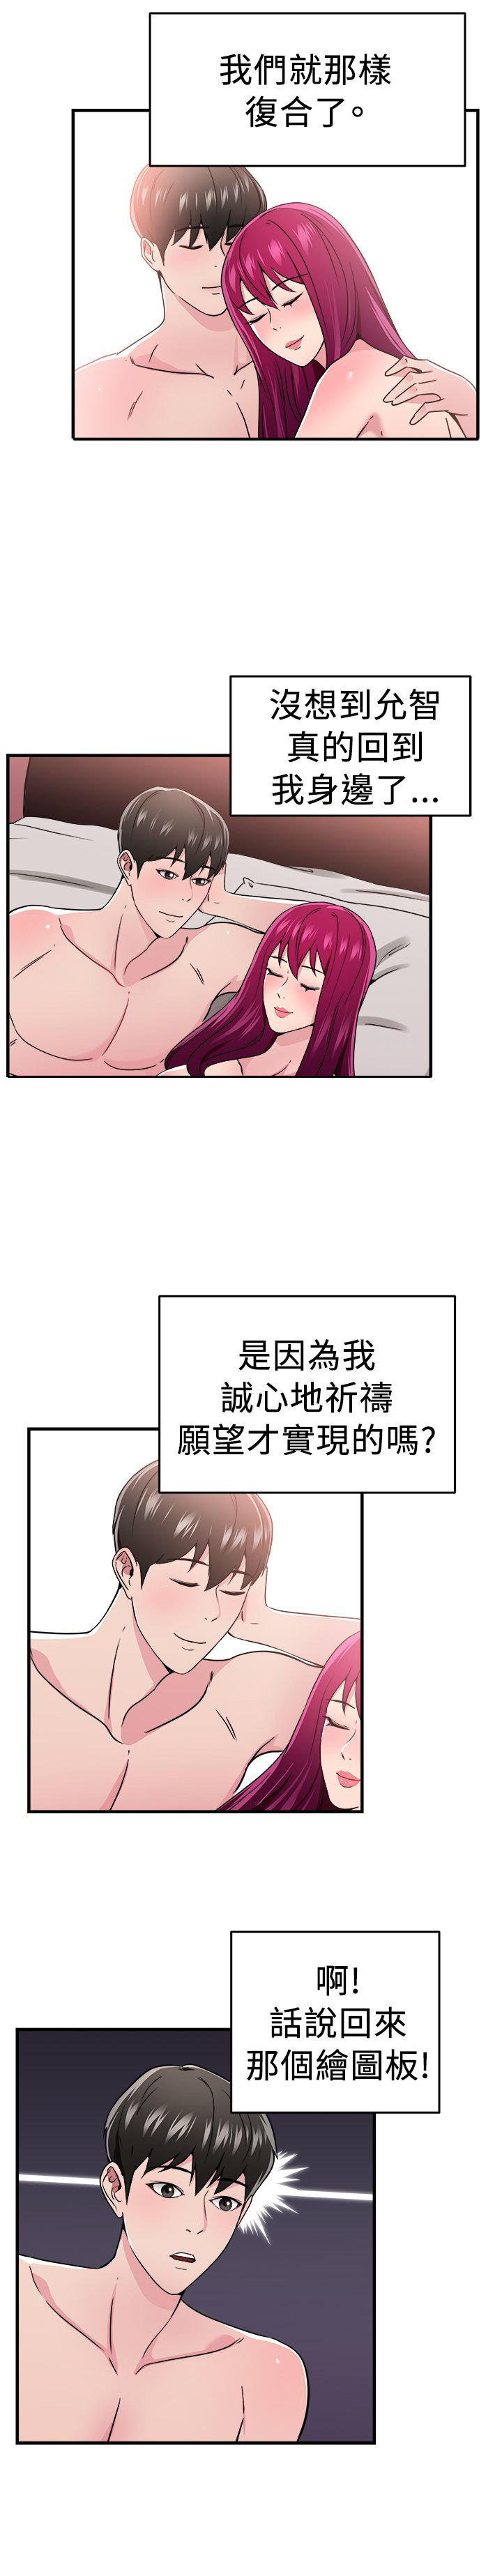 我們就那樣
復合了。
沒想到允智
真的回到
我身邊了...
是因為我
誠心地祈禱
願望才實現的嗎?
啊!
話說回來
那個繪圖板!